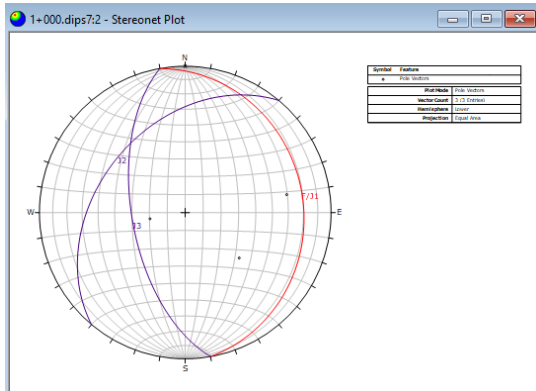 1+000.dips7:2 - Stereonet Plot
N
Symbol Feature
Pole Vectors
Plot Mode Pole Vectors
Vector Count 3 (3 Entries)
Hemisphere Lower
Projection Equal Area
J2
F/J1
W
E
J3
S